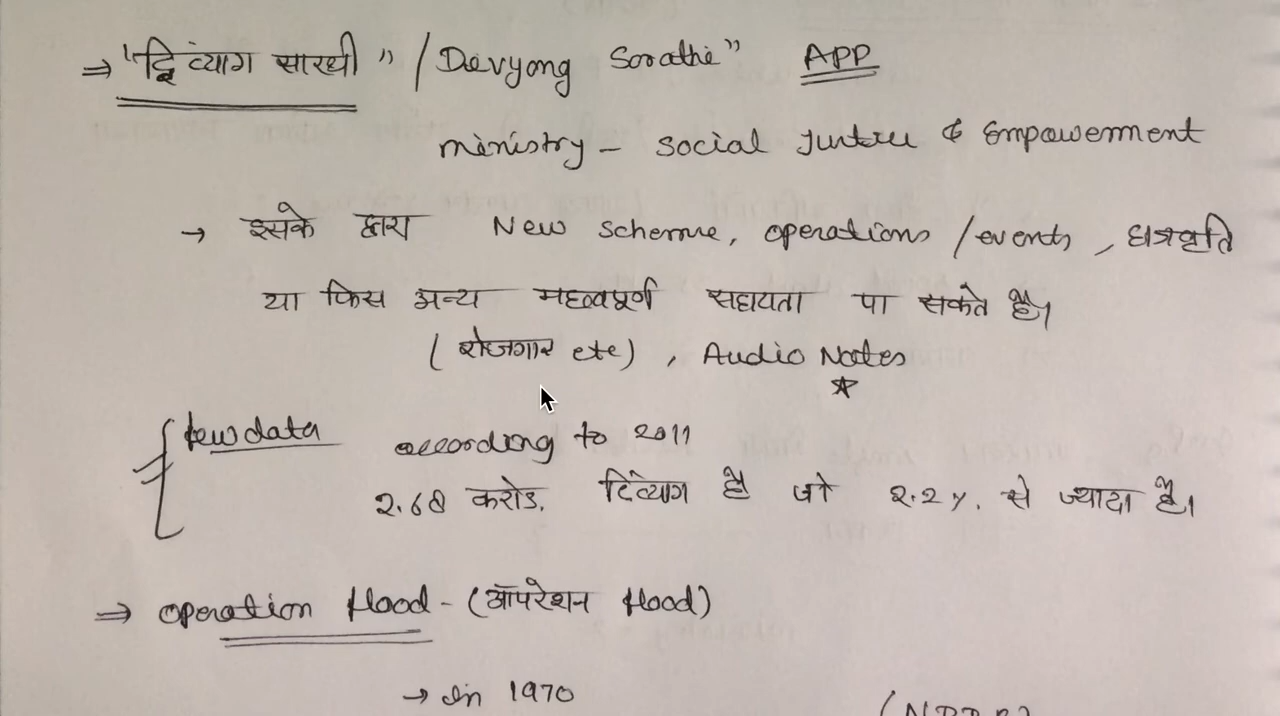 ⇒ "दिव्याग सारथी" / Devyang Sarathi" APP
ministry - social Justice & Empowerment
→ इसके द्वारा New scheme, operations / events, छात्रवृति
या किस अन्य महत्वपूर्ण सहायता पा सकते है।
(रोजगार etc), Audio Notes
★
few data according to 2011
2.68 करोड. दिव्याग है जो 2.2%. से ज्यादा है।
⇒ operation flood - (ऑपरेशन flood)
→ In 1970